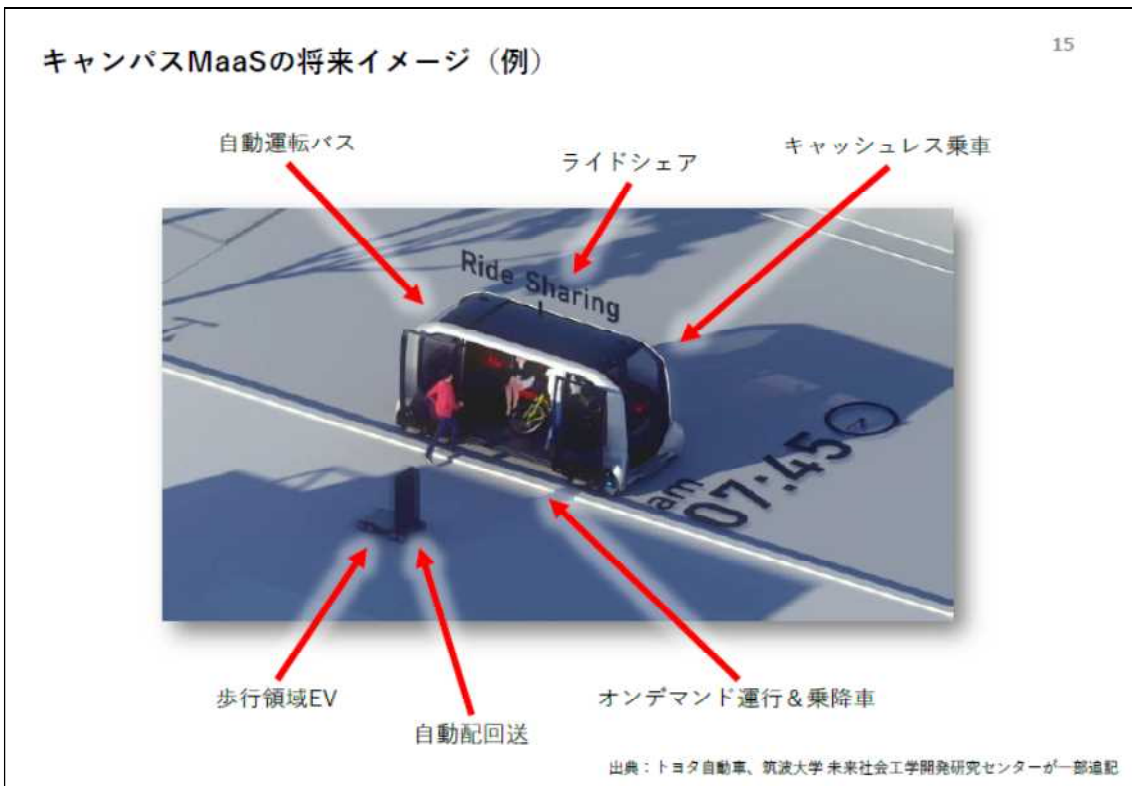 15
キャンパスMaaSの将来イメージ（例）
自動運転バス
ライドシェア
キャッシュレス乗車
Ride Sharing
am
07:45
歩行領域EV
自動配回送
オンデマンド運行＆乗降車
出典：トヨタ自動車、筑波大学 未来社会工学開発研究センターが一部追記